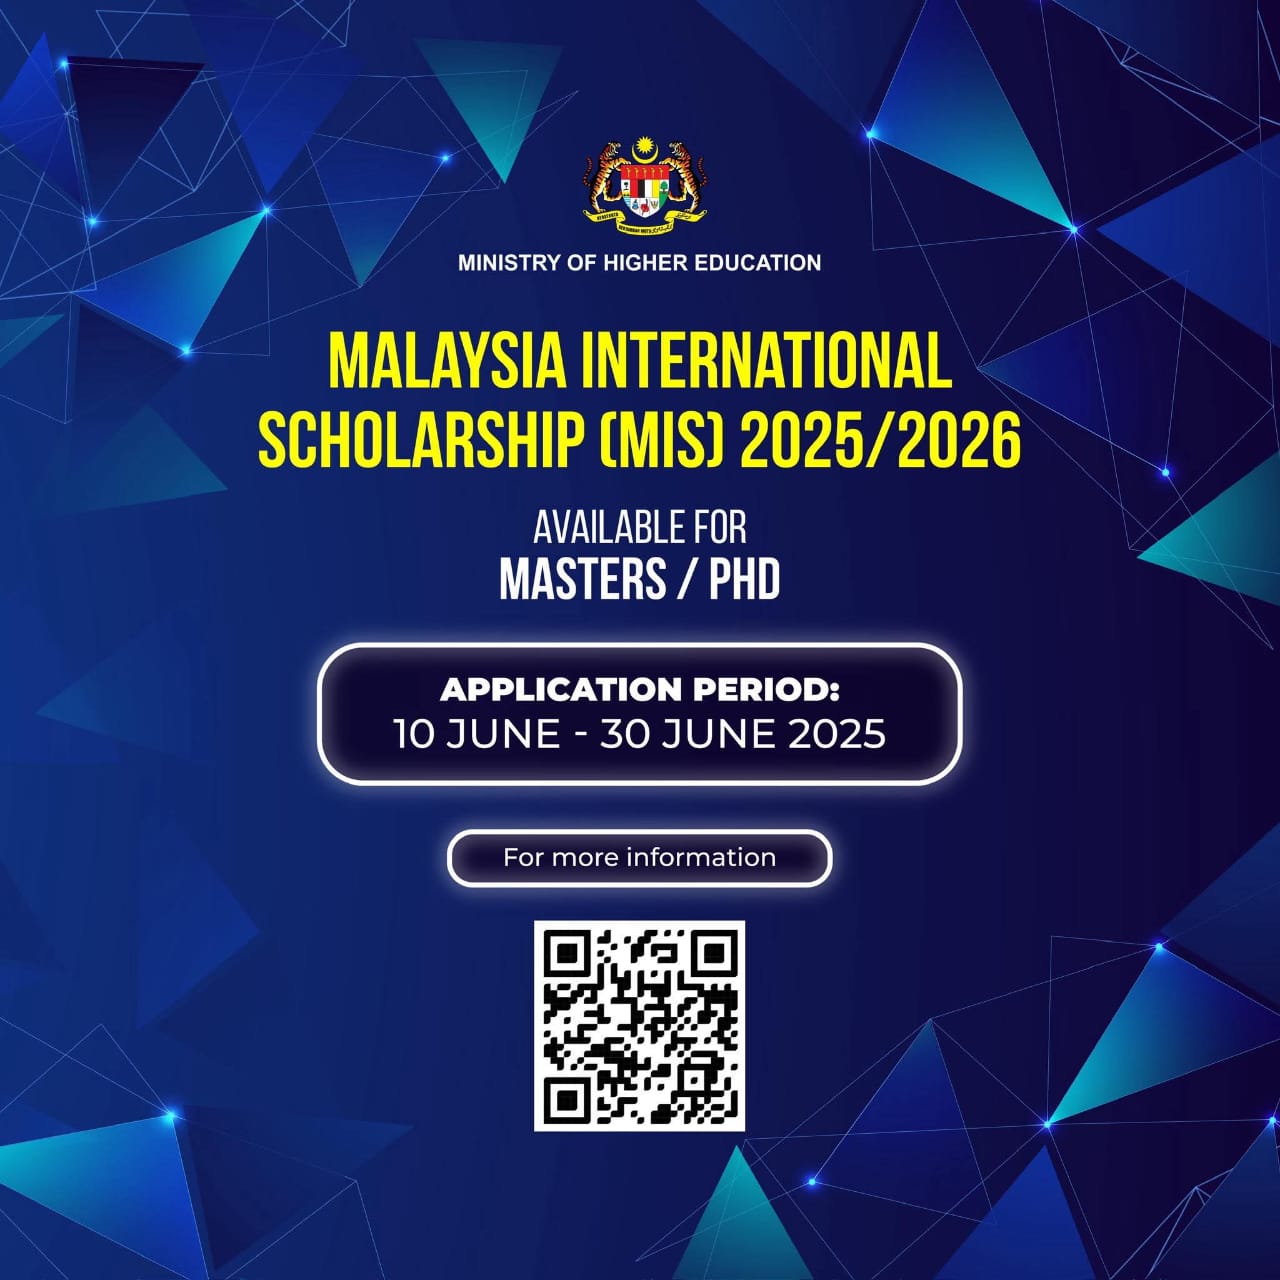 MINISTRY OF HIGHER EDUCATION
MALAYSIA INTERNATIONAL
SCHOLARSHIP (MIS) 2025/2026
AVAILABLE FOR
MASTERS / PHD
APPLICATION PERIOD:
10 JUNE - 30 JUNE 2025
For more information